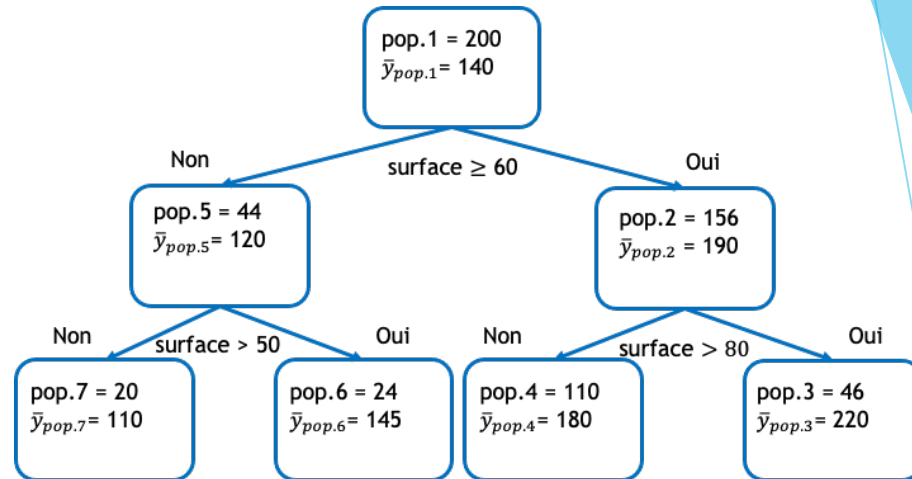 pop.1 = 200
ȳpop.1= 140
Non
surface ≥ 60
Oui
pop.5 = 44
ȳpop.5= 120
pop.2 = 156
ȳpop.2 = 190
Non
surface > 50
Oui
Non
surface > 80
Oui
pop.7 = 20
ȳpop.7= 110
pop.6 = 24
ȳpop.6= 145
pop.4 = 110
ȳpop.4= 180
pop.3 = 46
ȳpop.3= 220